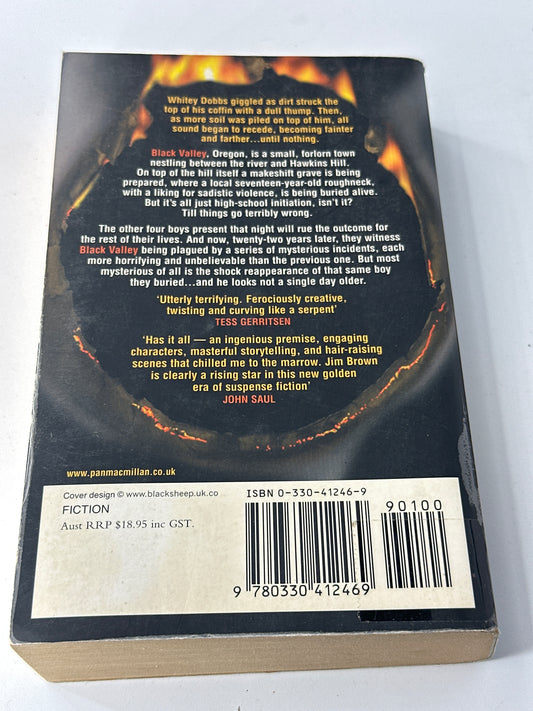 Whitey Dobbs giggled as dirt struck the
top of his coffin with a dull thump. Then,
as more soil was piled on top of him, all
sound began to recede, becoming fainter
and farther...until nothing.
Black Valley, Oregon, is a small, forlorn town
nestling between the river and Hawkins Hill.
On top of the hill itself a makeshift grave is being
prepared, where a local seventeen-year-old roughneck,
with a liking for sadistic violence, is being buried alive.
But it's all just high-school initiation, isn't it?
Till things go terribly wrong.
The other four boys present that night will rue the outcome for
the rest of their lives. And now, twenty-two years later, they witness
Black Valley being plagued by a series of mysterious incidents, each
more horrifying and unbelievable than the previous one. But most
mysterious of all is the shock reappearance of that same boy
they buried...and he looks not a single day older.
'Utterly terrifying. Ferociously creative,
twisting and curving like a serpent'
TESS GERRITSEN
'Has it all — an ingenious premise, engaging
characters, masterful storytelling, and hair-raising
scenes that chilled me to the marrow. Jim Brown
is clearly a rising star in this new golden
era of suspense fiction'
JOHN SAUL
www.panmacmillan.co.uk
Cover design © www.blacksheep.uk.co
FICTION
Aust RRP $18.95 inc GST.
ISBN 0-330-41246-9
90100
9 780330 412469